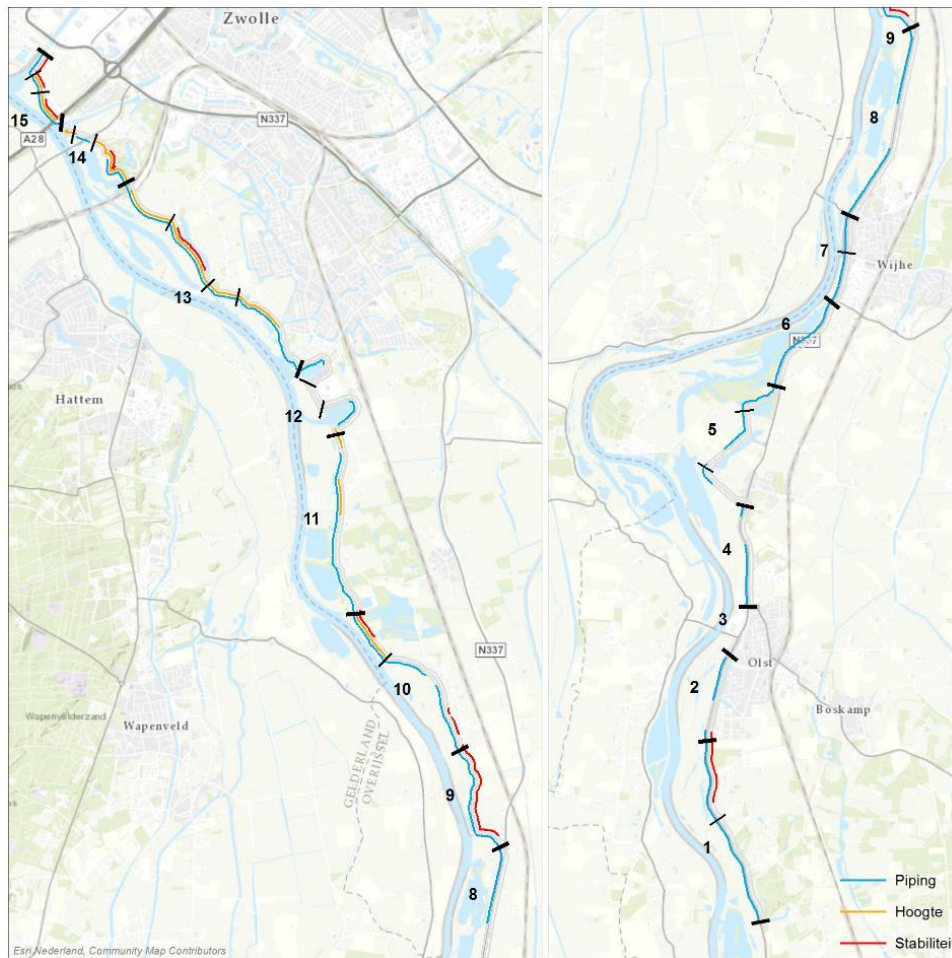 Zwolle
15
A28
14
N337
13
Hattem
12
11
N337
10
Wapenvelderzand
Wapenveld
GELDERLAND
OVERIJSSEL
9
8
Esri Nederland, Community Map Contributors
9
8
7
Wijhe
6
5
4
3
Olst
2
Boskamp
1
Piping
Hoogte
Stabilitei